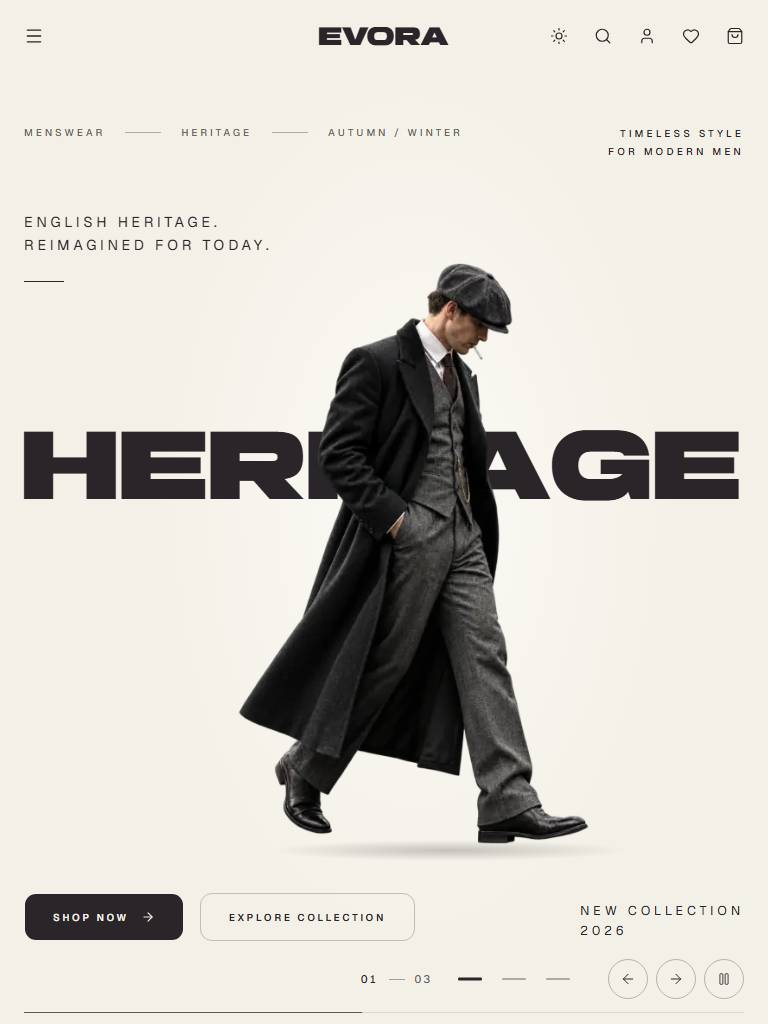 EVORA
MENSWEAR HERITAGE AUTUMN / WINTER
TIMELESS STYLE
FOR MODERN MEN
ENGLISH HERITAGE.
REIMAGINED FOR TODAY.
HERITAGE
SHOP NOW
EXPLORE COLLECTION
NEW COLLECTION
2026
01 — 03